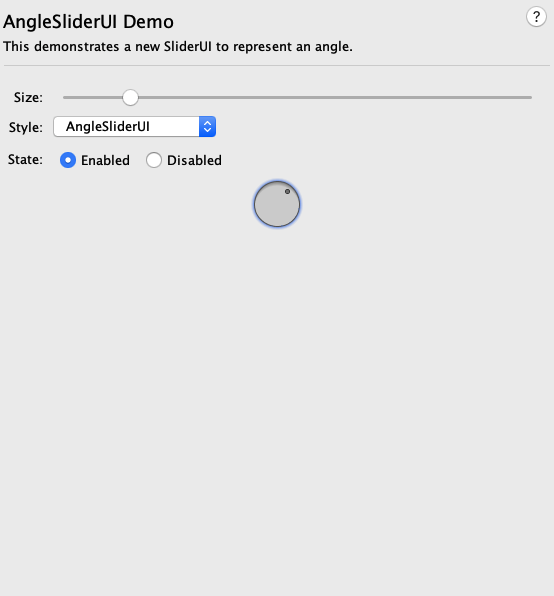 AngleSliderUI Demo
?
This demonstrates a new SliderUI to represent an angle.
Size:
Style: AngleSliderUI
State: Enabled Disabled